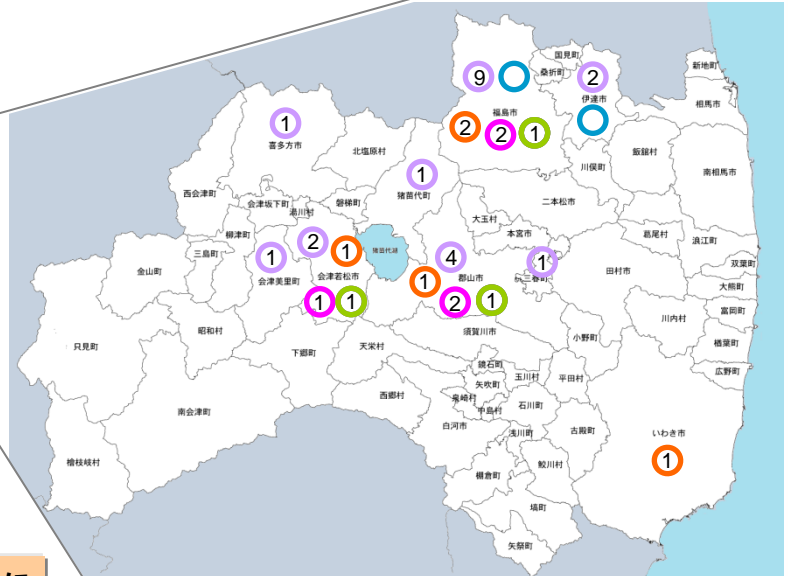 国見町
新地町
9
桑折町
2
伊達市
相馬市
福島市
2
2
1
1
喜多方市
北塩原村
飯舘村
川俣町
南相馬市
1
猪苗代町
西会津町
会津坂下町
湯川村
磐梯町
二本松市
大玉村
本宮市
葛尾村
浪江町
柳津町
三島町
2
1
猪苗代湖
4
郡山市
1
三春町
田村市
双葉町
大熊町
金山町
1
会津美里町
会津若松市
1
1
1
2
1
富岡町
川内村
昭和村
須賀川市
小野町
楢葉町
只見町
下郷町
天栄村
鏡石町
広野町
矢吹町
玉川村
平田村
西郷村
泉崎村
中島村
石川町
南会津町
白河市
浅川町
古殿町
いわき市
1
檜枝岐村
棚倉町
鮫川村
塙町
矢祭町